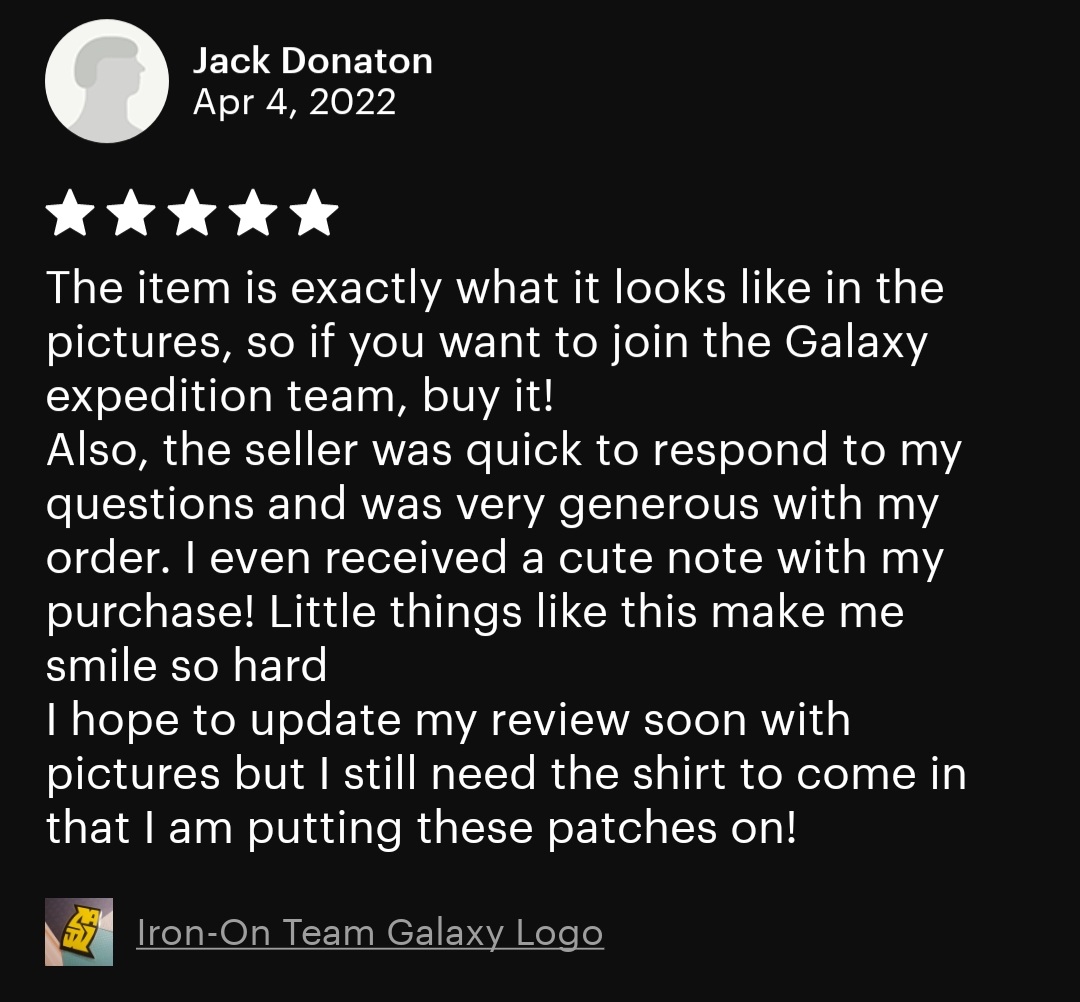 Jack Donaton
Apr 4, 2022
The item is exactly what it looks like in the
pictures, so if you want to join the Galaxy
expedition team, buy it!
Also, the seller was quick to respond to my
questions and was very generous with my
order. I even received a cute note with my
purchase! Little things like this make me
smile so hard
I hope to update my review soon with
pictures but I still need the shirt to come in
that I am putting these patches on!
Iron-On Team Galaxy Logo